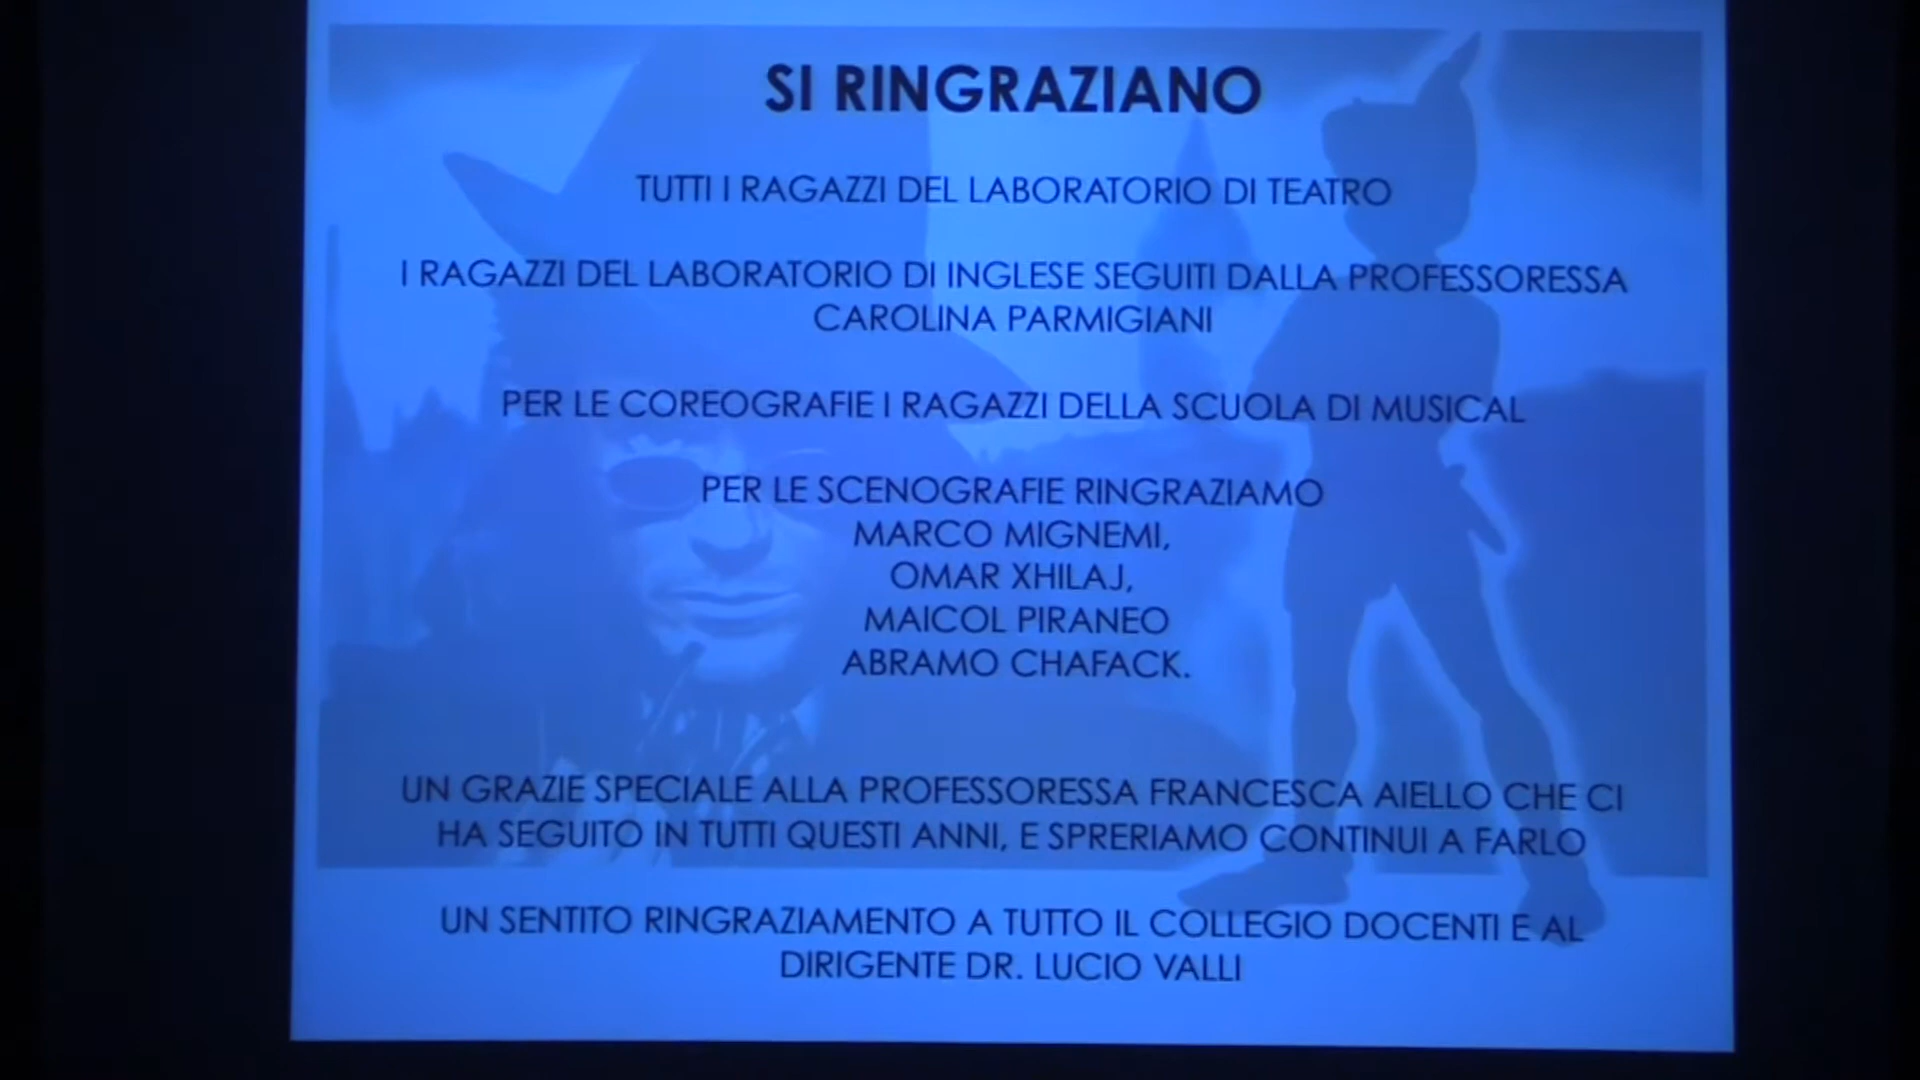 SI RINGRAZIANO
TUTTI I RAGAZZI DEL LABORATORIO DI TEATRO
I RAGAZZI DEL LABORATORIO DI INGLESE SEGUITI DALLA PROFESSORESSA
CAROLINA PARMIGIANI
PER LE COREOGRAFIE I RAGAZZI DELLA SCUOLA DI MUSICAL
PER LE SCENOGRAFIE RINGRAZIAMO
MARCO MIGNEMI,
OMAR XHILAJ,
MAICOL PIRANEO
ABRAMO CHAFACK.
UN GRAZIE SPECIALE ALLA PROFESSORESSA FRANCESCA AIELLO CHE CI
HA SEGUITO IN TUTTI QUESTI ANNI, E SPRERIAMO CONTINUI A FARLO
UN SENTITO RINGRAZIAMENTO A TUTTO IL COLLEGIO DOCENTI E AL
DIRIGENTE DR. LUCIO VALLI